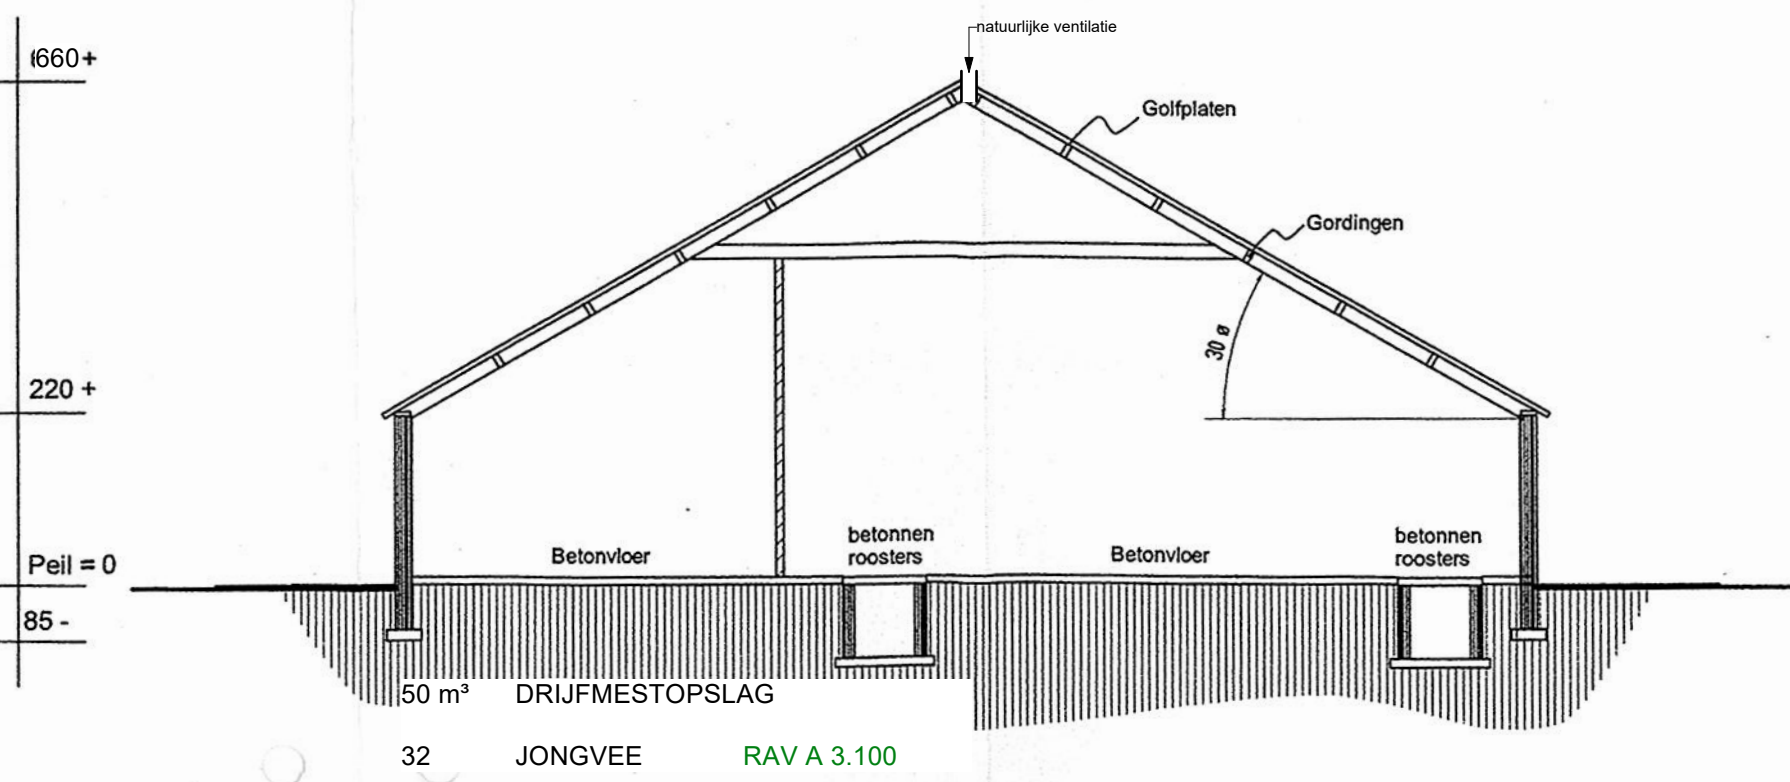 natuurlijke ventilatie
660+
Golfplaten
Gordingen
30 ø
220 +
betonnen
roosters
betonnen
roosters
Betonvloer
Betonvloer
Peil = 0
85 -
50 m³ DRIJFMESTOPSLAG
32 JONGVEE RAV A 3.100